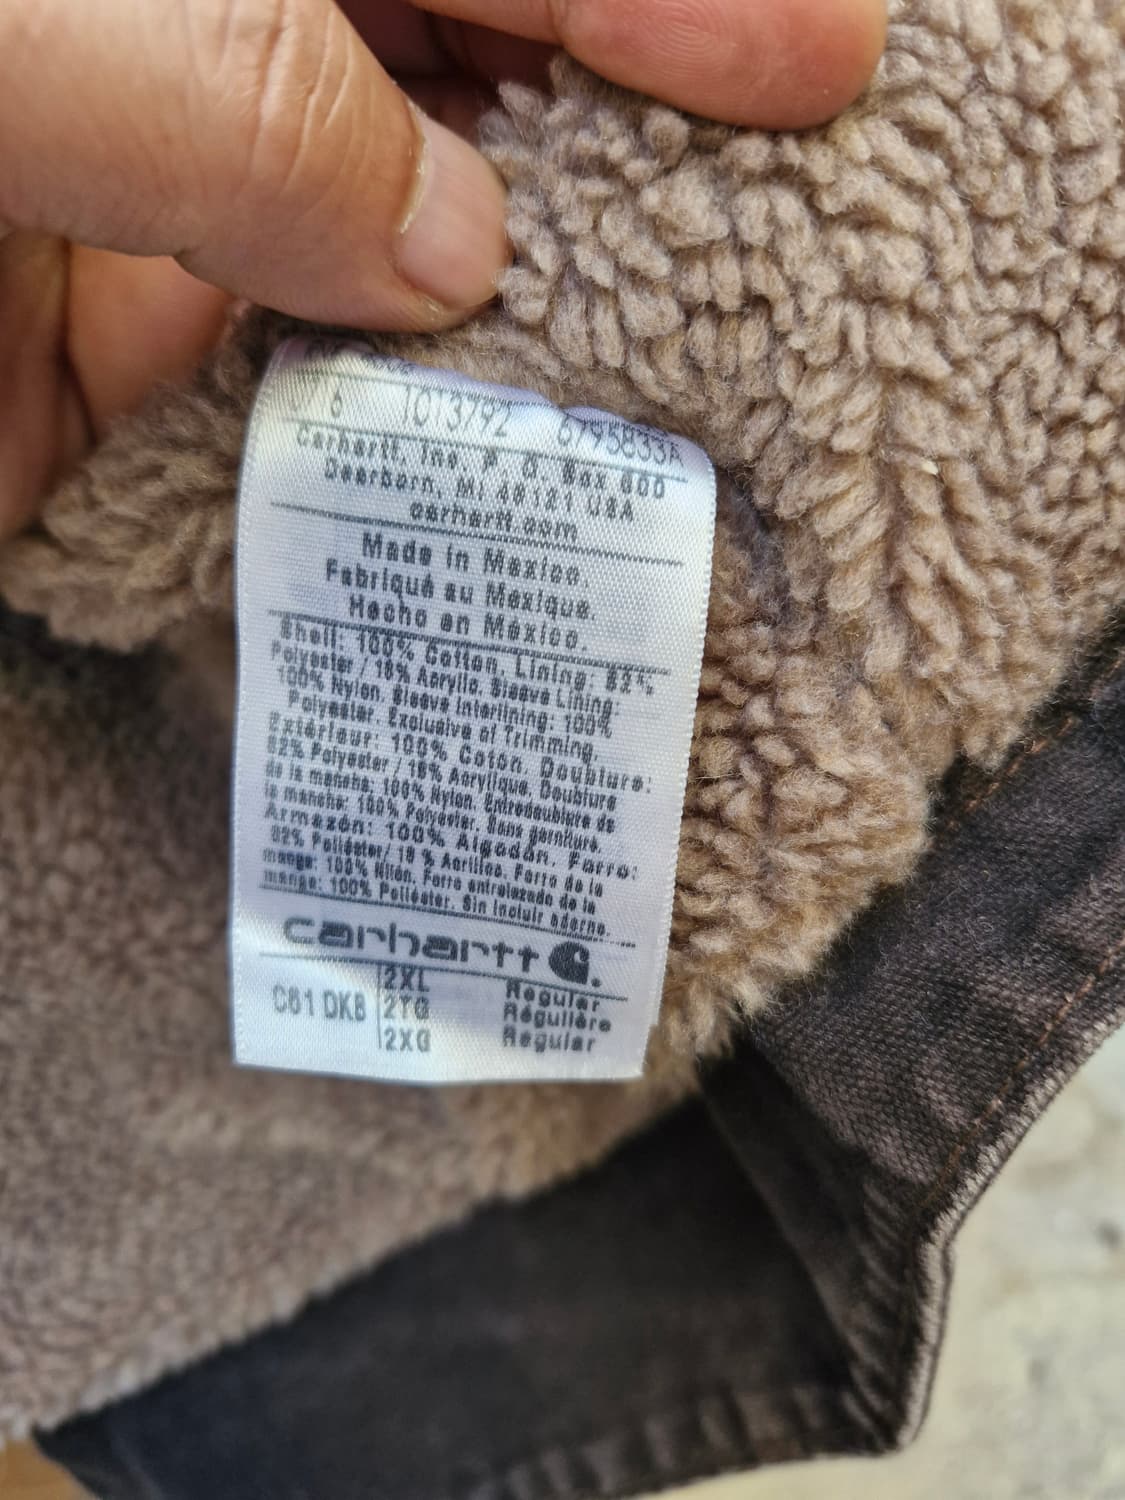 1013792 6795833A
Carhartt, Inc. P. O. Box 600
Dearborn, MI 48121 USA
carhartt.com
Made in Mexico.
Fabriqué au Mexique.
Hecho en Mexico.
Shell: 100% Cotton. Lining: 82%
Polyester / 18% Acrylic. Sleeve Lining:
100% Nylon. Sleeve Interlining: 100%
Polyester. Exclusive of Trimming.
Extérieur: 100% Coton. Doublure:
82% Polyester / 18% Acrylique. Doublure
de la manche: 100% Nylon. Entredoublure de
la manche: 100% Polyester. Sans garniture.
Armazón: 100% Algodón. Forro:
82% Poliéster / 18 % Acrílico. Forro de la
manga: 100% Nilón. Forro entrelazado de la
manga: 100% Poliéster. Sin incluir adorno.
carhartt
C61 DKB
2XL Regular
2TG Régulière
2XG Regular